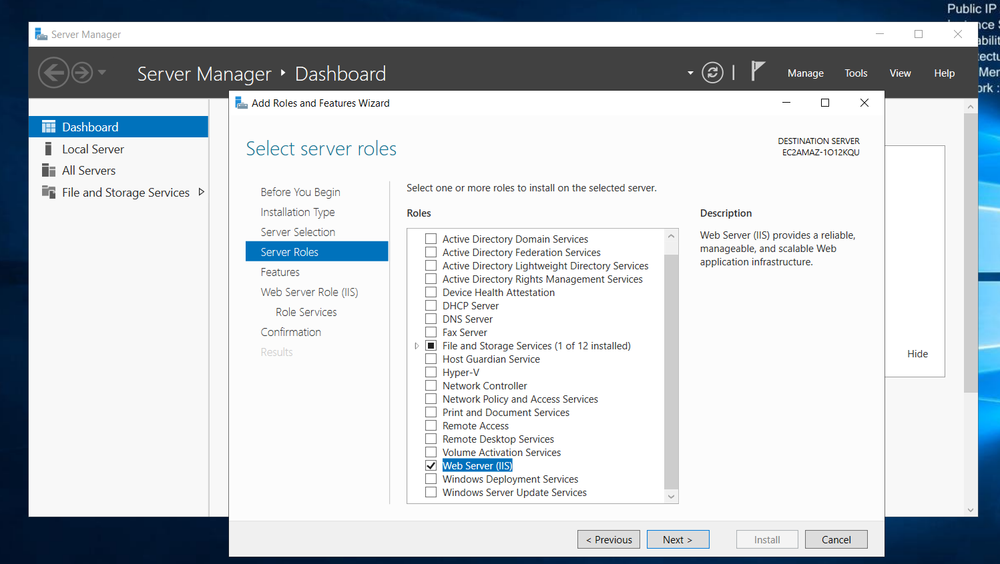 Public IP
Server Manager
Server Manager Dashboard
Manage Tools View Help
Dashboard
Local Server
All Servers
File and Storage Services
Hide
Add Roles and Features Wizard
Select server roles
DESTINATION SERVER
EC2AMAZ-1O12KQU
Before You Begin
Installation Type
Server Selection
Server Roles
Features
Web Server Role (IIS)
Role Services
Confirmation
Results
Select one or more roles to install on the selected server.
Roles
Active Directory Domain Services
Active Directory Federation Services
Active Directory Lightweight Directory Services
Active Directory Rights Management Services
Device Health Attestation
DHCP Server
DNS Server
Fax Server
File and Storage Services (1 of 12 installed)
Host Guardian Service
Hyper-V
Network Controller
Network Policy and Access Services
Print and Document Services
Remote Access
Remote Desktop Services
Volume Activation Services
Web Server (IIS)
Windows Deployment Services
Windows Server Update Services
Description
Web Server (IIS) provides a reliable,
manageable, and scalable Web
application infrastructure.
< Previous Next > Install Cancel